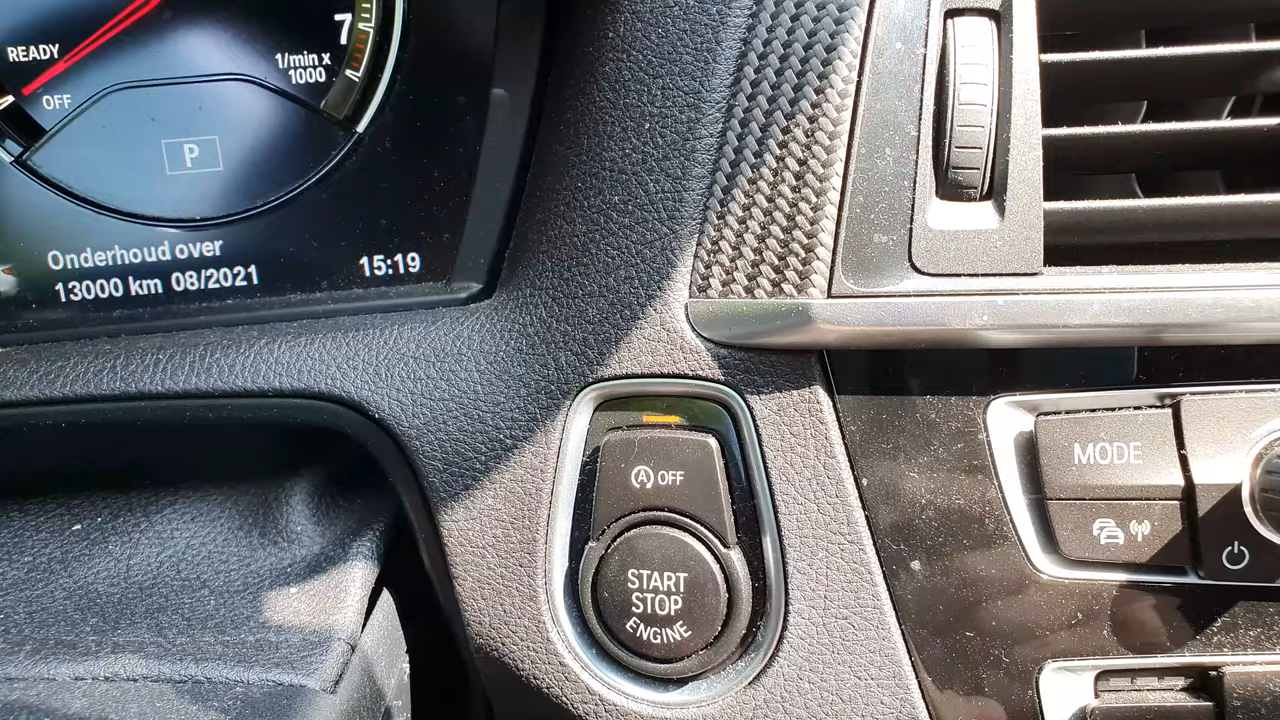 READY
OFF
7
1/min x
1000
P
Onderhoud over
13000 km 08/2021
15:19
A OFF
START
STOP
ENGINE
MODE